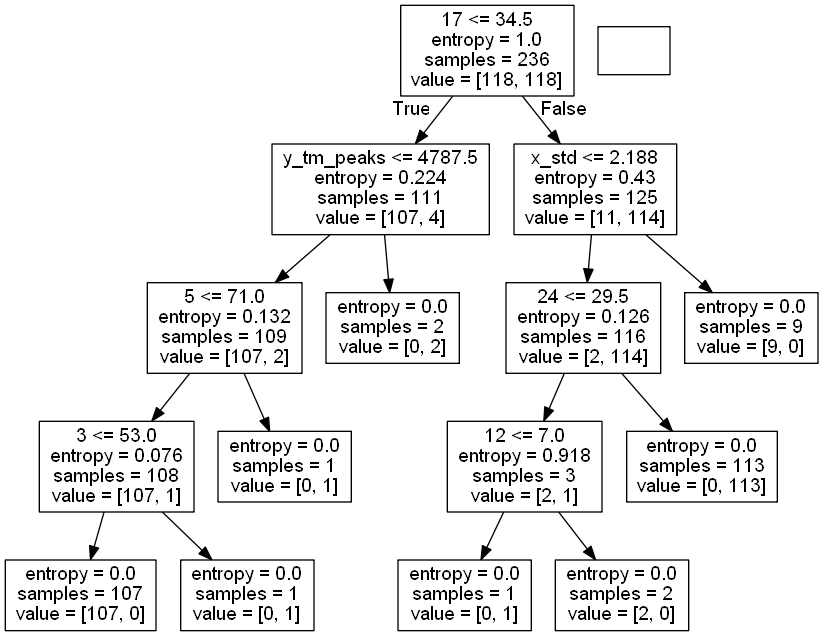 17 <= 34.5
entropy = 1.0
samples = 236
value = [118, 118]
True
False
y_tm_peaks <= 4787.5
entropy = 0.224
samples = 111
value = [107, 4]
x_std <= 2.188
entropy = 0.43
samples = 125
value = [11, 114]
5 <= 71.0
entropy = 0.132
samples = 109
value = [107, 2]
entropy = 0.0
samples = 2
value = [0, 2]
24 <= 29.5
entropy = 0.126
samples = 116
value = [2, 114]
entropy = 0.0
samples = 9
value = [9, 0]
3 <= 53.0
entropy = 0.076
samples = 108
value = [107, 1]
entropy = 0.0
samples = 1
value = [0, 1]
12 <= 7.0
entropy = 0.918
samples = 3
value = [2, 1]
entropy = 0.0
samples = 113
value = [0, 113]
entropy = 0.0
samples = 107
value = [107, 0]
entropy = 0.0
samples = 1
value = [0, 1]
entropy = 0.0
samples = 1
value = [0, 1]
entropy = 0.0
samples = 2
value = [2, 0]